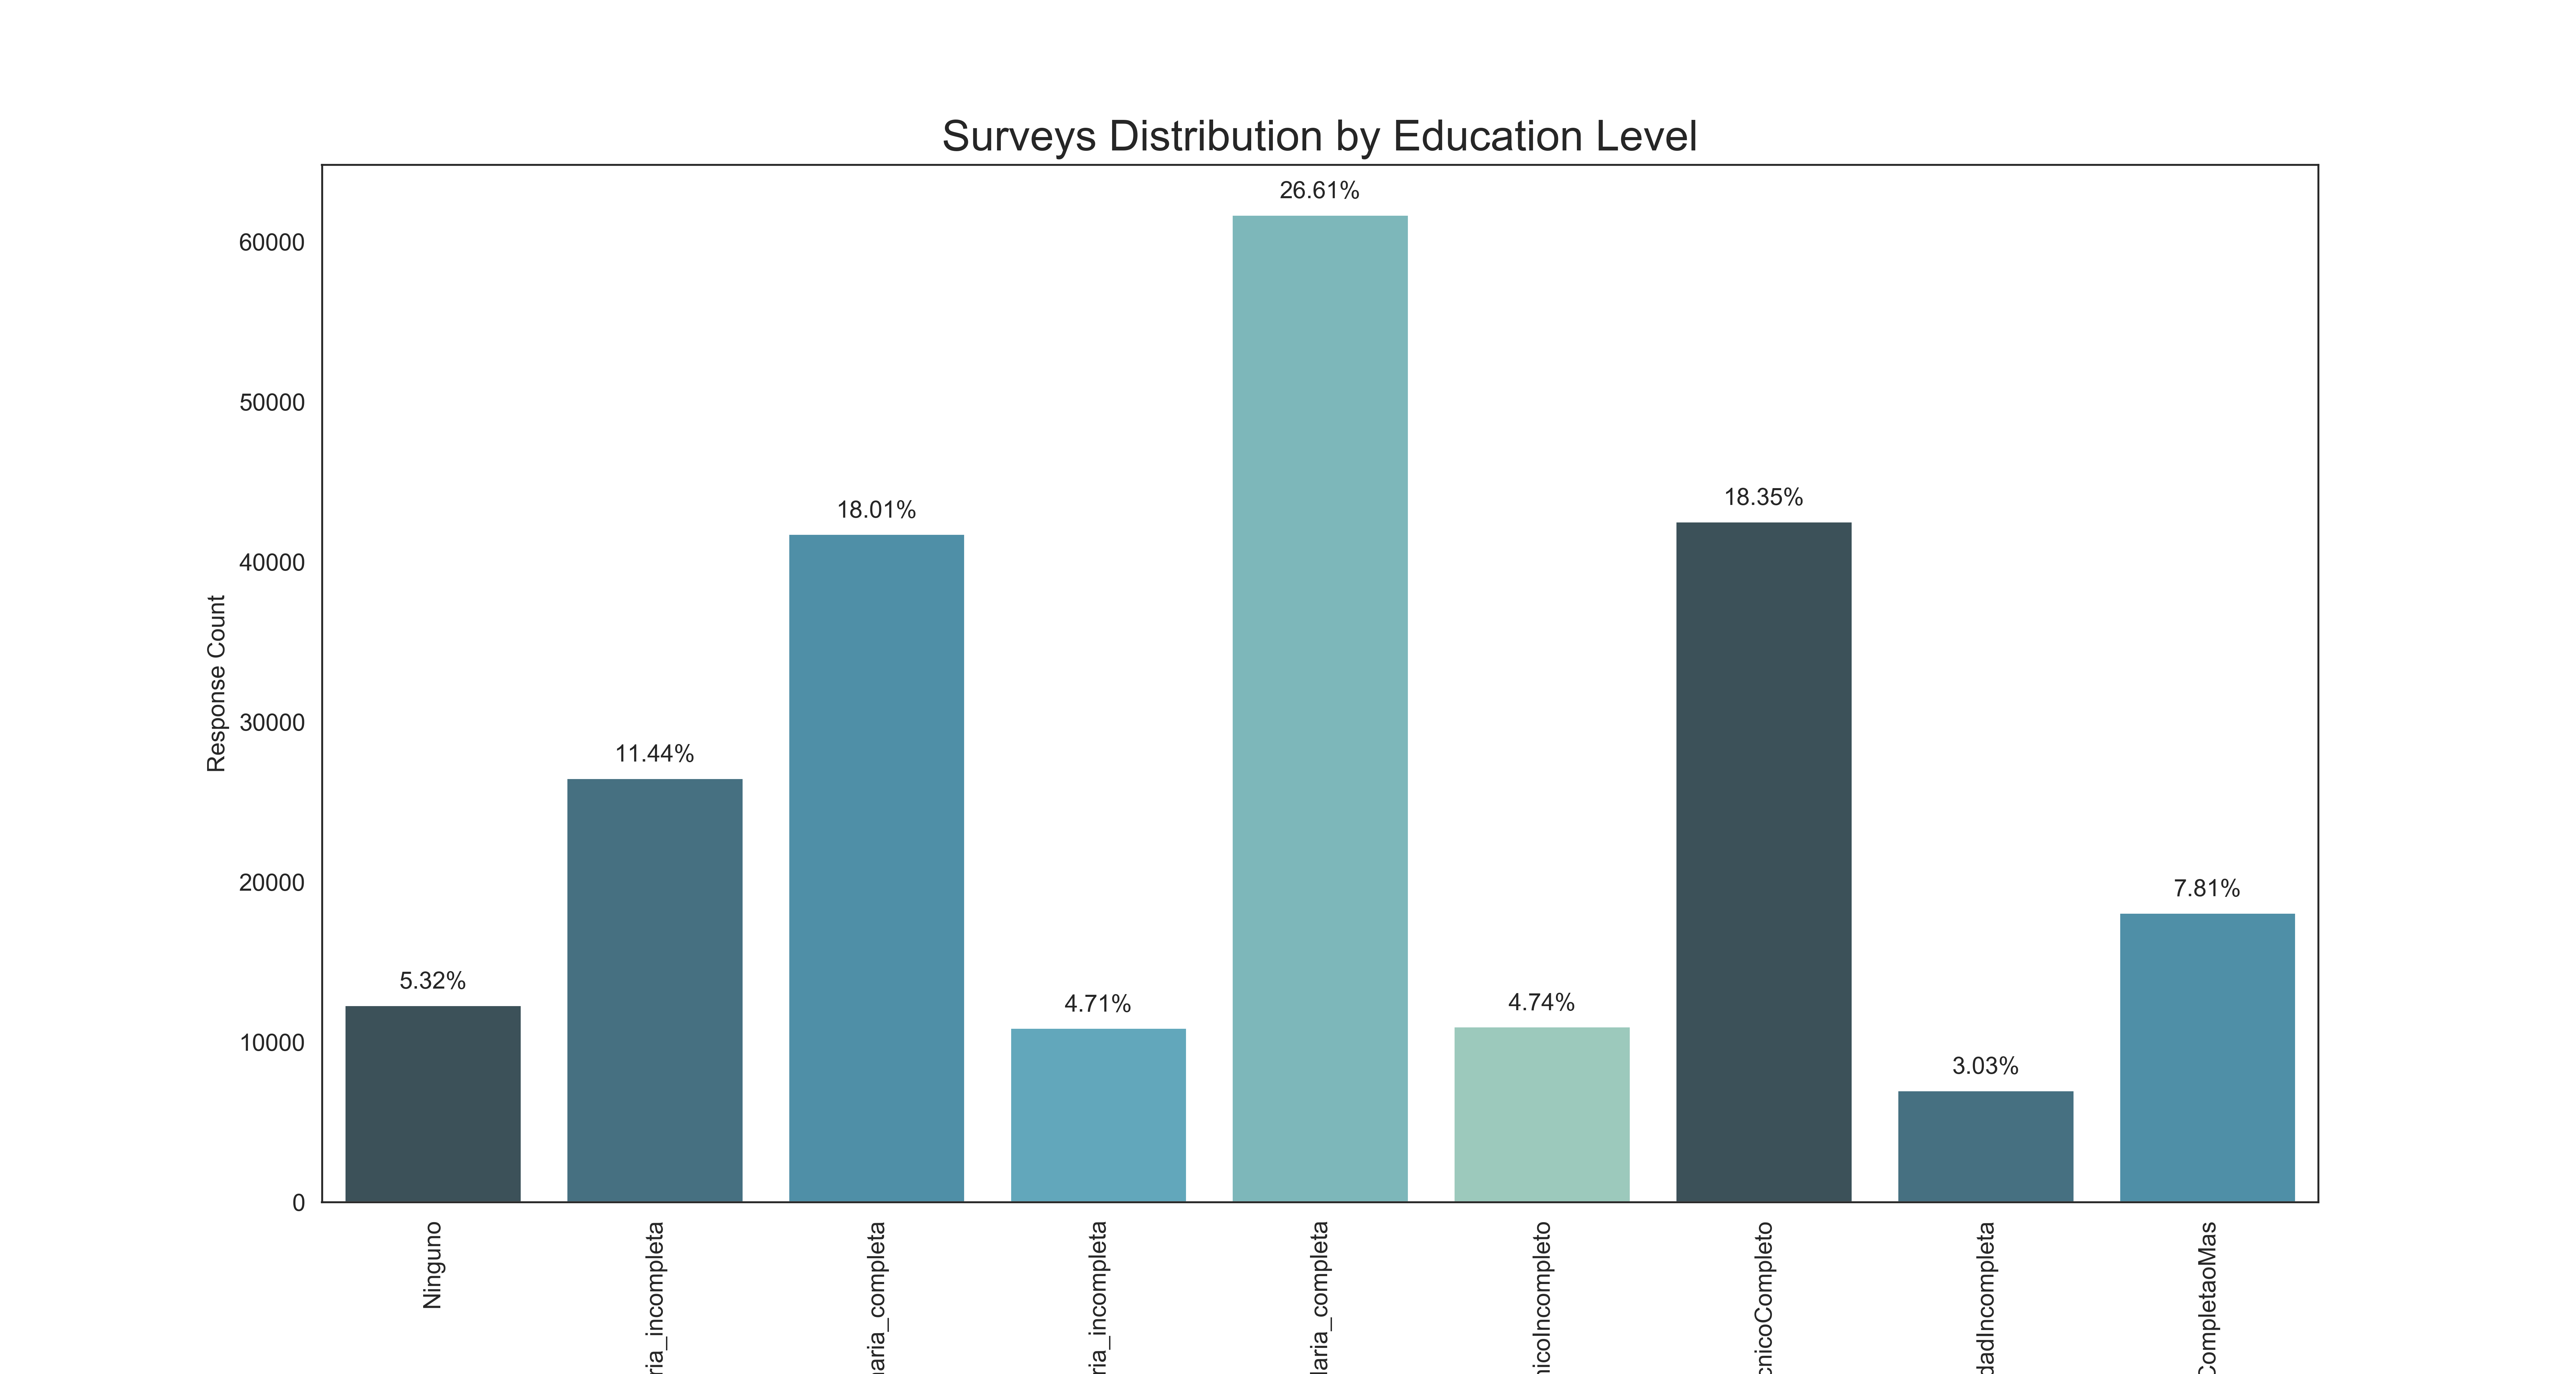 Surveys Distribution by Education Level
26.61%
60000
50000
18.01%
18.35%
40000
Response Count
30000
11.44%
20000
7.81%
5.32%
4.71%
4.74%
10000
3.03%
0
Ninguno
ria_incompleta
aria_completa
ria_incompleta
laria_completa
nicoIncompleto
cnicoCompleto
dadIncompleta
CompletaoMas